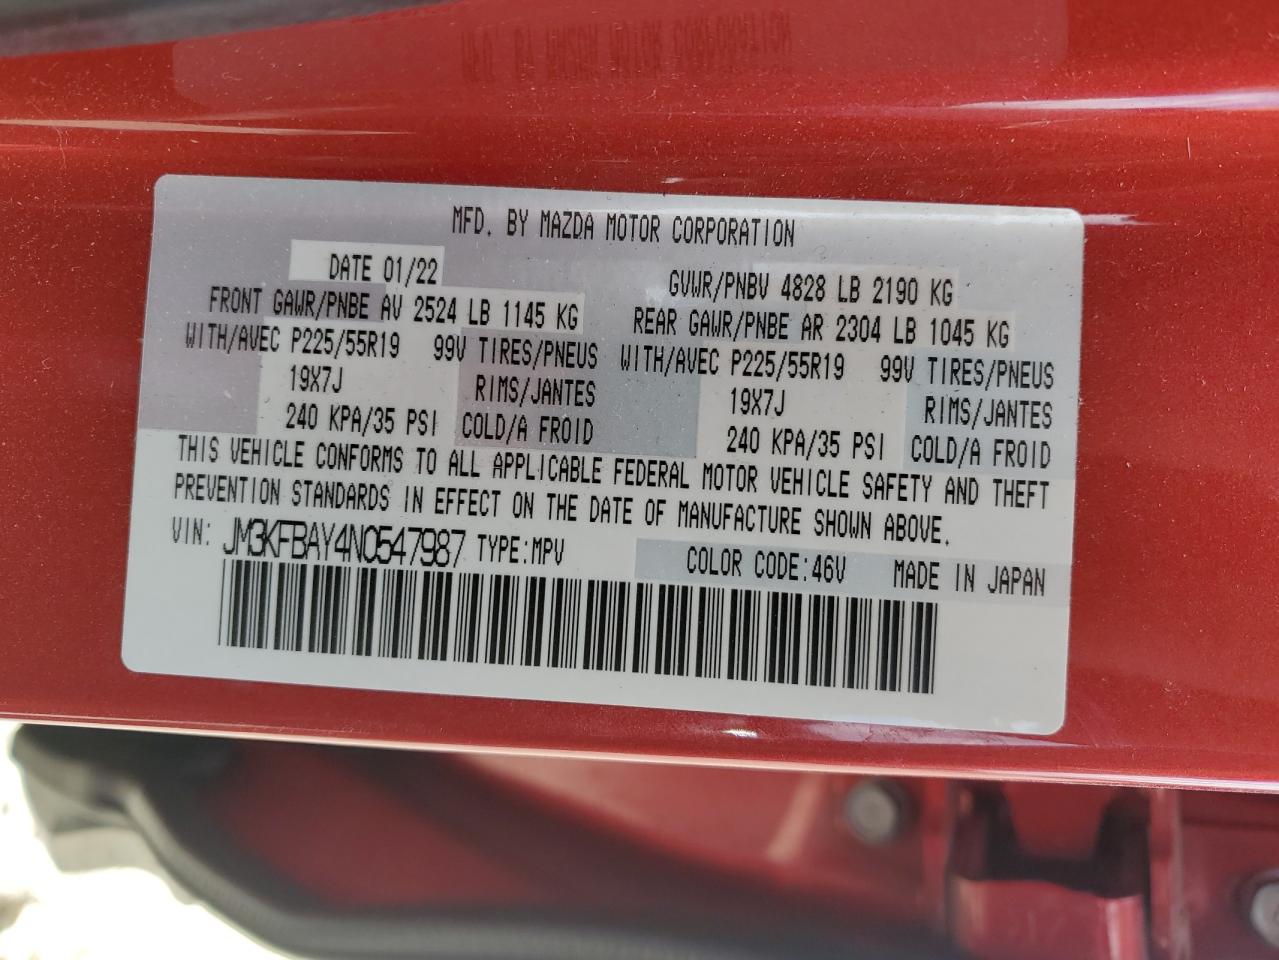 MFD. BY MAZDA MOTOR CORPORATION
DATE 01/22 GVWR/PNBV 4828 LB 2190 KG
FRONT GAWR/PNBE AV 2524 LB 1145 KG REAR GAWR/PNBE AR 2304 LB 1045 KG
WITH/AVEC P225/55R19 99V TIRES/PNEUS WITH/AVEC P225/55R19 99V TIRES/PNEUS
19X7J RIMS/JANTES 19X7J RIMS/JANTES
240 KPA/35 PSI COLD/A FROID 240 KPA/35 PSI COLD/A FROID
THIS VEHICLE CONFORMS TO ALL APPLICABLE FEDERAL MOTOR VEHICLE SAFETY AND THEFT
PREVENTION STANDARDS IN EFFECT ON THE DATE OF MANUFACTURE SHOWN ABOVE.
VIN: JM3KFBAY4N0547987 TYPE:MPV COLOR CODE:46V MADE IN JAPAN